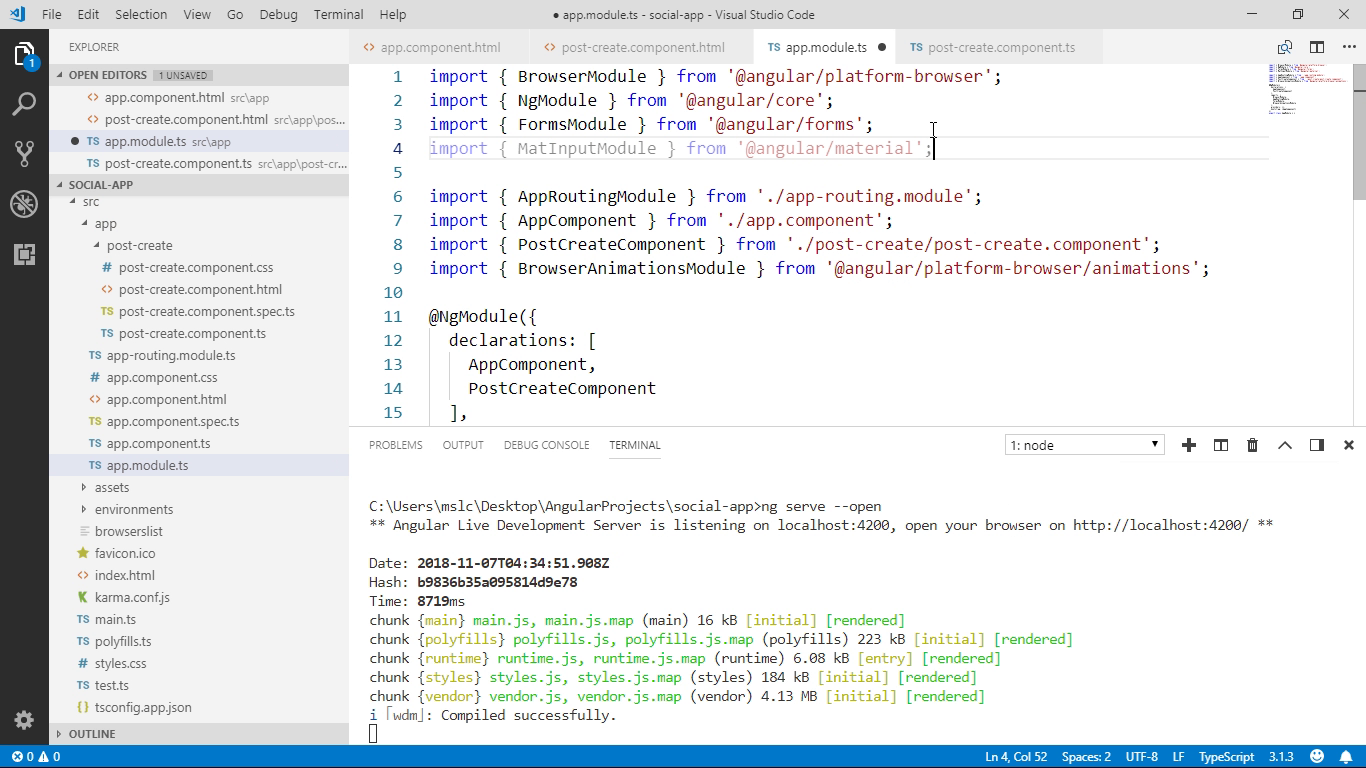 File Edit Selection View Go Debug Terminal Help
● app.module.ts - social-app - Visual Studio Code
EXPLORER
OPEN EDITORS 1 UNSAVED
app.component.html src\app
post-create.component.html src\app\pos...
app.module.ts src\app
post-create.component.ts src\app\post-cr...
SOCIAL-APP
src
app
post-create
post-create.component.css
post-create.component.html
post-create.component.spec.ts
post-create.component.ts
app-routing.module.ts
app.component.css
app.component.html
app.component.spec.ts
app.component.ts
app.module.ts
assets
environments
browserslist
favicon.ico
index.html
karma.conf.js
main.ts
polyfills.ts
styles.css
test.ts
tsconfig.app.json
OUTLINE
app.component.html post-create.component.html TS app.module.ts ● TS post-create.component.ts
1 import { BrowserModule } from '@angular/platform-browser';
2 import { NgModule } from '@angular/core';
3 import { FormsModule } from '@angular/forms';
4 import { MatInputModule } from '@angular/material';
5
6 import { AppRoutingModule } from './app-routing.module';
7 import { AppComponent } from './app.component';
8 import { PostCreateComponent } from './post-create/post-create.component';
9 import { BrowserAnimationsModule } from '@angular/platform-browser/animations';
10
11 @NgModule({
12 declarations: [
13 AppComponent,
14 PostCreateComponent
15 ],
PROBLEMS OUTPUT DEBUG CONSOLE TERMINAL 1: node
C:\Users\mslc\Desktop\AngularProjects\social-app>ng serve --open
** Angular Live Development Server is listening on localhost:4200, open your browser on http://localhost:4200/ **
Date: 2018-11-07T04:34:51.908Z
Hash: b9836b35a095814d9e78
Time: 8719ms
chunk {main} main.js, main.js.map (main) 16 kB [initial] [rendered]
chunk {polyfills} polyfills.js, polyfills.js.map (polyfills) 223 kB [initial] [rendered]
chunk {runtime} runtime.js, runtime.js.map (runtime) 6.08 kB [entry] [rendered]
chunk {styles} styles.js, styles.js.map (styles) 184 kB [initial] [rendered]
chunk {vendor} vendor.js, vendor.js.map (vendor) 4.13 MB [initial] [rendered]
i ｢wdm｣: Compiled successfully.
0 0 Ln 4, Col 52 Spaces: 2 UTF-8 LF TypeScript 3.1.3